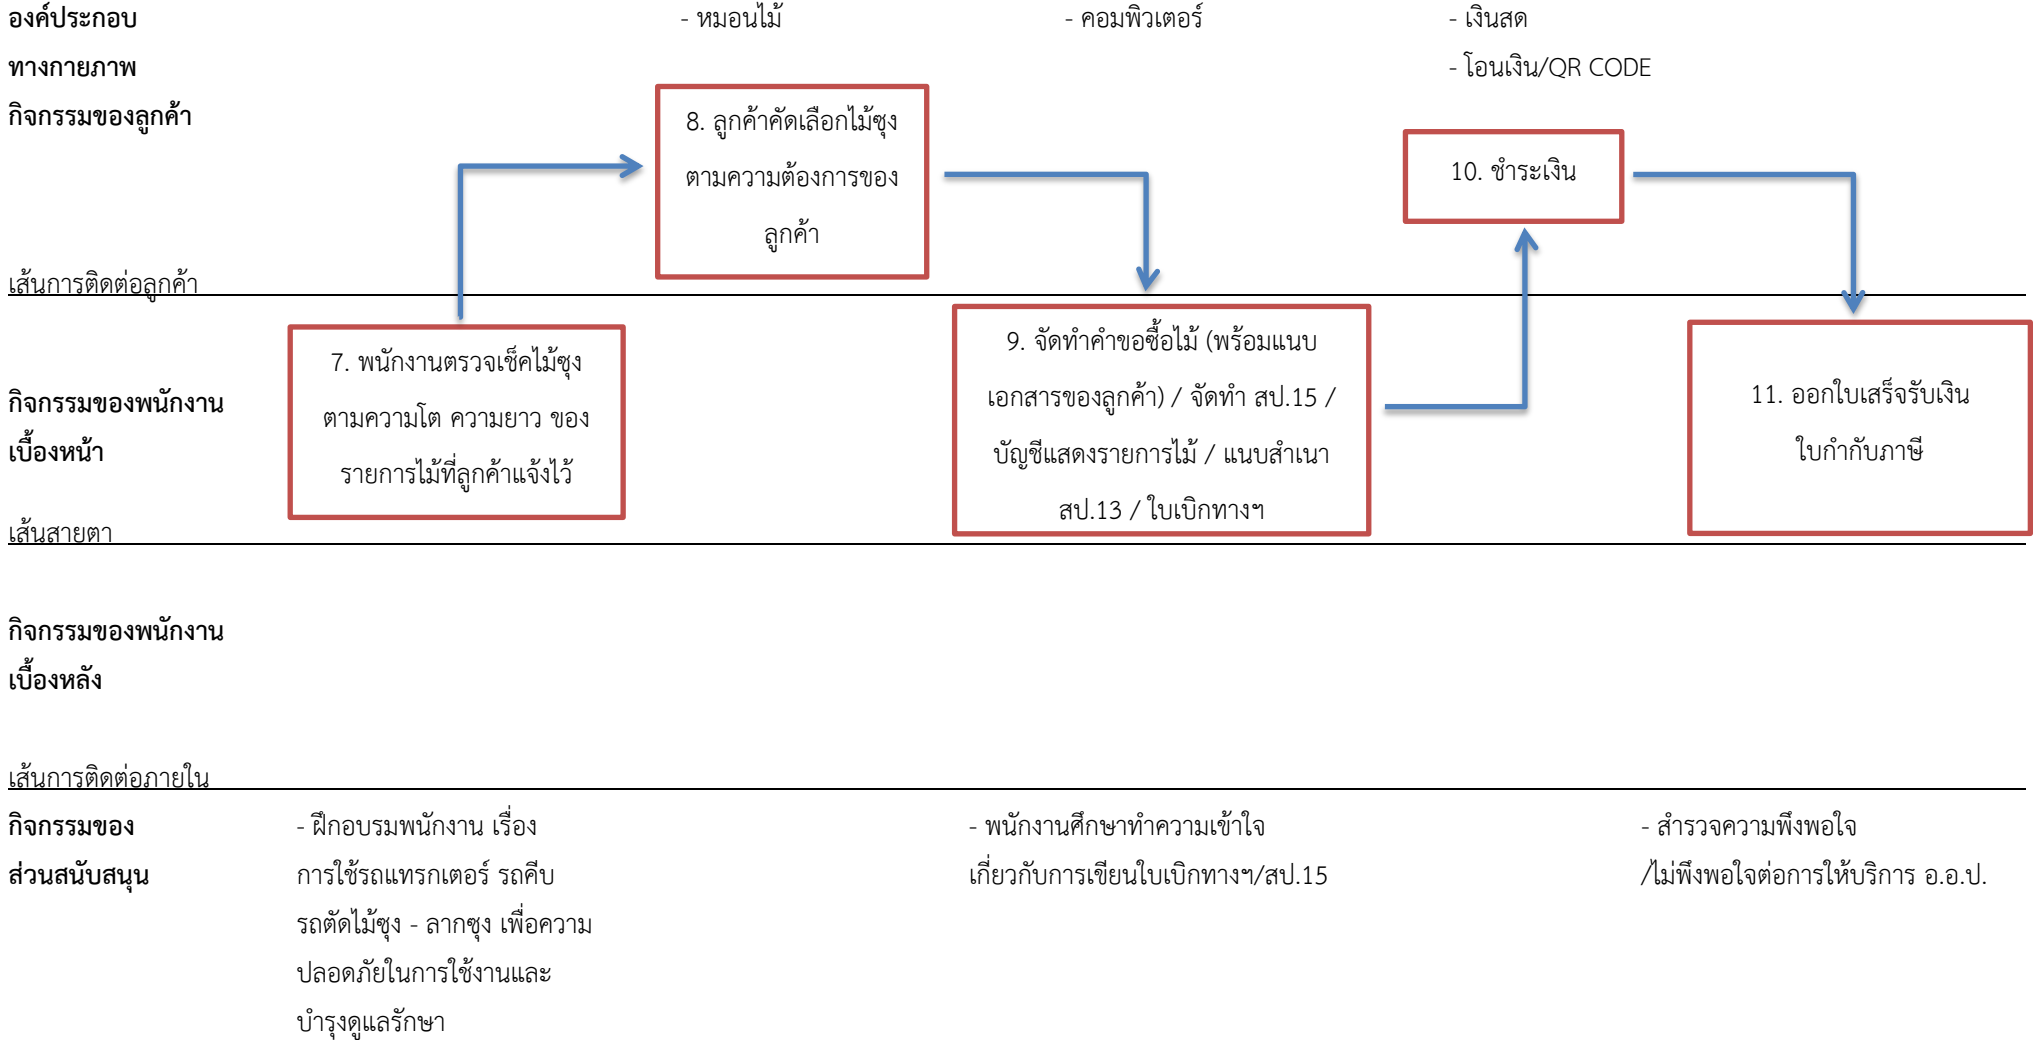 องค์ประกอบ
ทางกายภาพ
- หมอนไม้
- คอมพิวเตอร์
- เงินสด
- โอนเงิน/QR CODE
กิจกรรมของลูกค้า
8. ลูกค้าคัดเลือกไม้ซุง
ตามความต้องการของ
ลูกค้า
10. ชำระเงิน
เส้นการติดต่อลูกค้า
กิจกรรมของพนักงาน
เบื้องหน้า
7. พนักงานตรวจเช็คไม้ซุง
ตามความโต ความยาว ของ
รายการไม้ที่ลูกค้าแจ้งไว้
9. จัดทำคำขอซื้อไม้ (พร้อมแนบ
เอกสารของลูกค้า) / จัดทำ สป.15 /
บัญชีแสดงรายการไม้ / แนบสำเนา
สป.13 / ใบเบิกทางฯ
11. ออกใบเสร็จรับเงิน
ใบกำกับภาษี
เส้นสายตา
กิจกรรมของพนักงาน
เบื้องหลัง
เส้นการติดต่อภายใน
กิจกรรมของ
ส่วนสนับสนุน
- ฝึกอบรมพนักงาน เรื่อง
การใช้รถแทรกเตอร์ รถคีบ
รถตัดไม้ซุง - ลากซุง เพื่อความ
ปลอดภัยในการใช้งานและ
บำรุงดูแลรักษา
- พนักงานศึกษาทำความเข้าใจ
เกี่ยวกับการเขียนใบเบิกทางฯ/สป.15
- สำรวจความพึงพอใจ
/ไม่พึงพอใจต่อการให้บริการ อ.อ.ป.